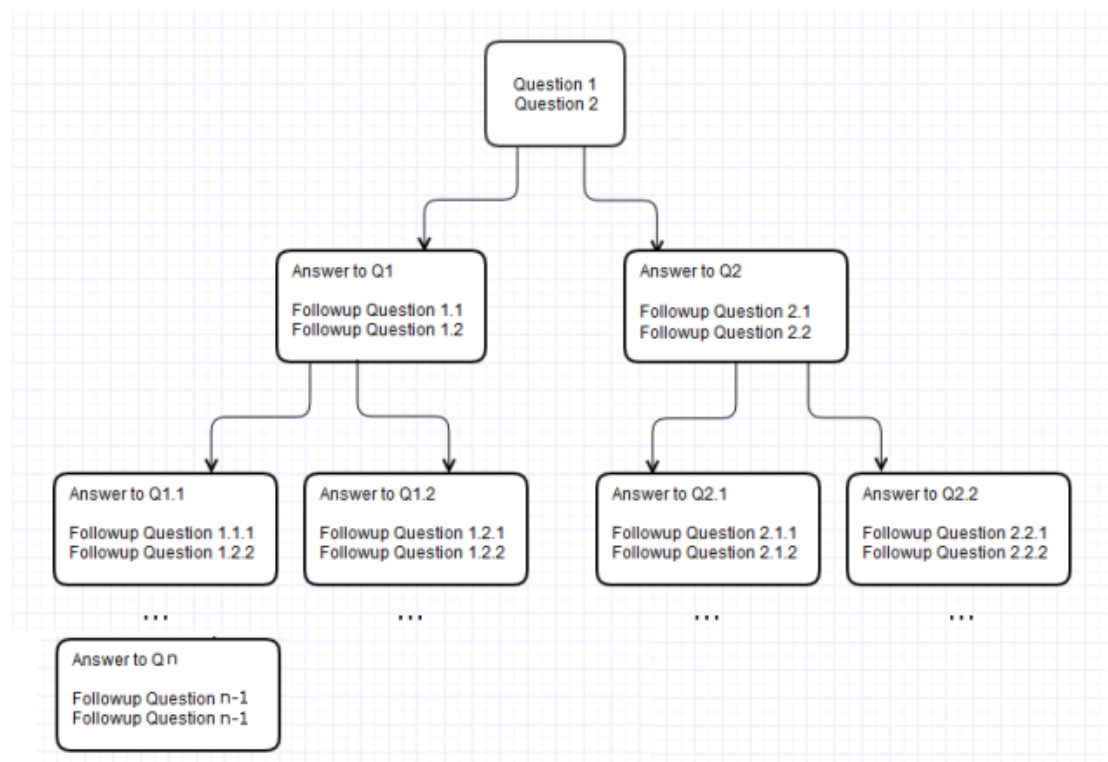 Question 1
Question 2
Answer to Q1
Followup Question 1.1
Followup Question 1.2
Answer to Q2
Followup Question 2.1
Followup Question 2.2
Answer to Q1.1
Followup Question 1.1.1
Followup Question 1.2.2
Answer to Q1.2
Followup Question 1.2.1
Followup Question 1.2.2
Answer to Q2.1
Followup Question 2.1.1
Followup Question 2.1.2
Answer to Q2.2
Followup Question 2.2.1
Followup Question 2.2.2
...
...
...
...
Answer to Qn
Followup Question n-1
Followup Question n-1